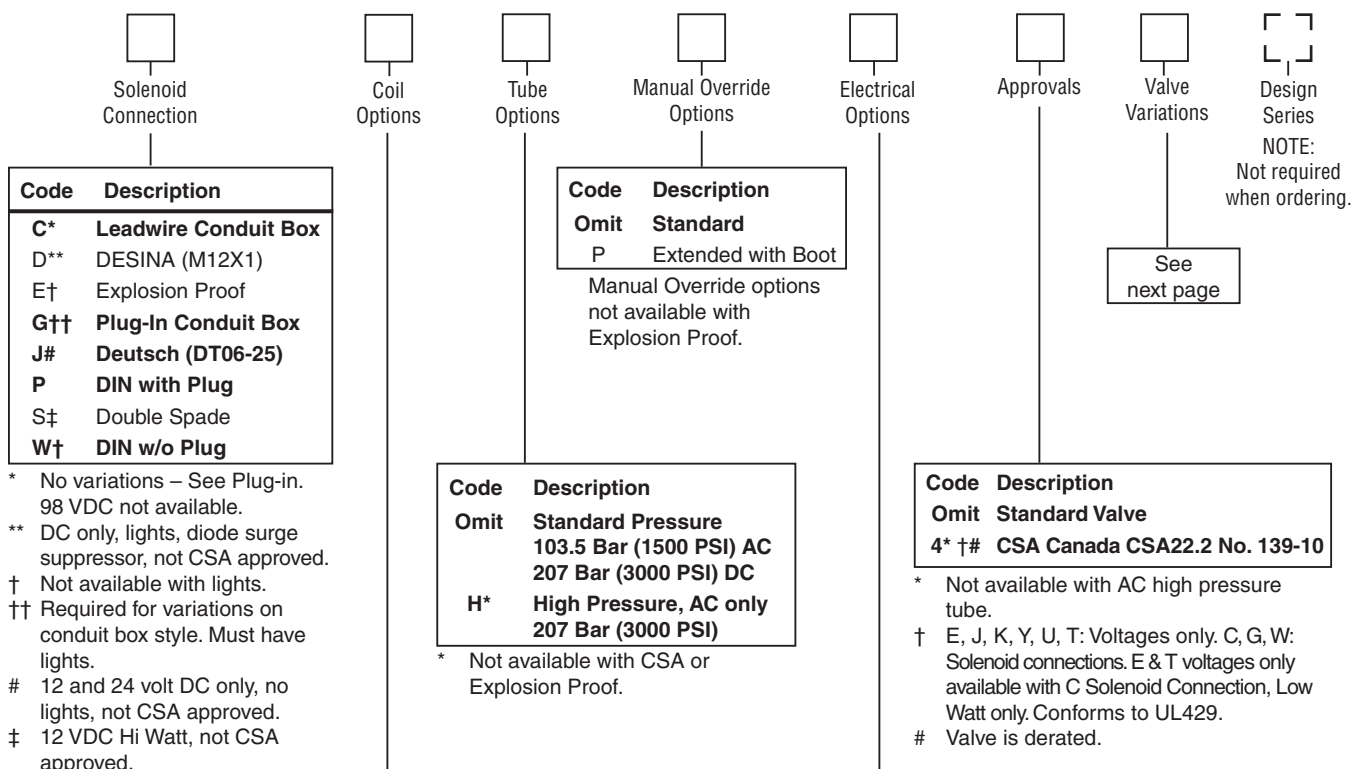 Solenoid
Connection
Coil
Options
Tube
Options
Manual Override
Options
Electrical
Options
Approvals
Valve
Variations
Design
Series
NOTE:
Not required
when ordering.
Code Description
C* Leadwire Conduit Box
D** DESINA (M12X1)
E† Explosion Proof
G†† Plug-In Conduit Box
J# Deutsch (DT06-25)
P DIN with Plug
S‡ Double Spade
W† DIN w/o Plug
* No variations – See Plug-in.
98 VDC not available.
** DC only, lights, diode surge
suppressor, not CSA approved.
† Not available with lights.
†† Required for variations on
conduit box style. Must have
lights.
# 12 and 24 volt DC only, no
lights, not CSA approved.
‡ 12 VDC Hi Watt, not CSA
approved.
Code Description
Omit Standard
P Extended with Boot
Manual Override options
not available with
Explosion Proof.
See
next page
Code Description
Omit Standard Pressure
103.5 Bar (1500 PSI) AC
207 Bar (3000 PSI) DC
H* High Pressure, AC only
207 Bar (3000 PSI)
* Not available with CSA or
Explosion Proof.
Code Description
Omit Standard Valve
4* †# CSA Canada CSA22.2 No. 139-10
* Not available with AC high pressure
tube.
† E, J, K, Y, U, T: Voltages only. C, G, W:
Solenoid connections. E & T voltages only
available with C Solenoid Connection, Low
Watt only. Conforms to UL429.
# Valve is derated.